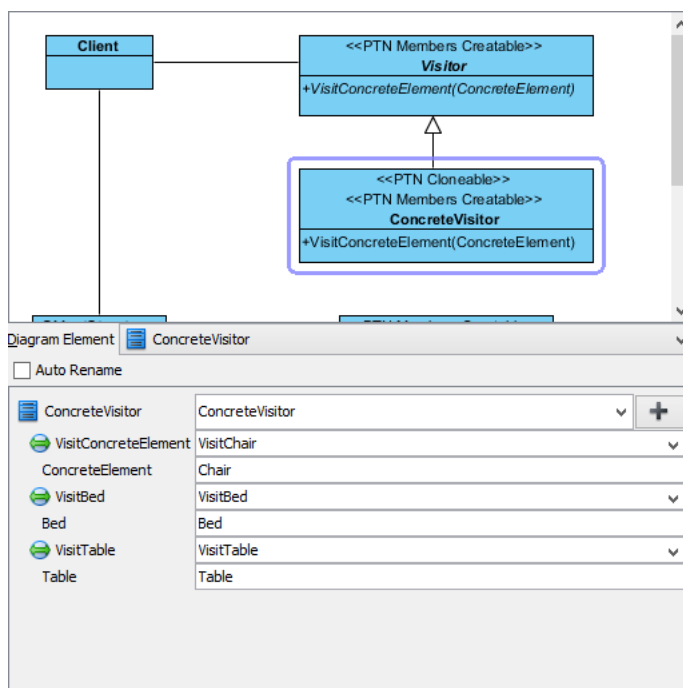 Client
<<PTN Members Creatable>>
Visitor
+VisitConcreteElement(ConcreteElement)
<<PTN Cloneable>>
<<PTN Members Creatable>>
ConcreteVisitor
+VisitConcreteElement(ConcreteElement)
Diagram Element ConcreteVisitor
Auto Rename
ConcreteVisitor ConcreteVisitor
VisitConcreteElement VisitChair
ConcreteElement Chair
VisitBed VisitBed
Bed Bed
VisitTable VisitTable
Table Table